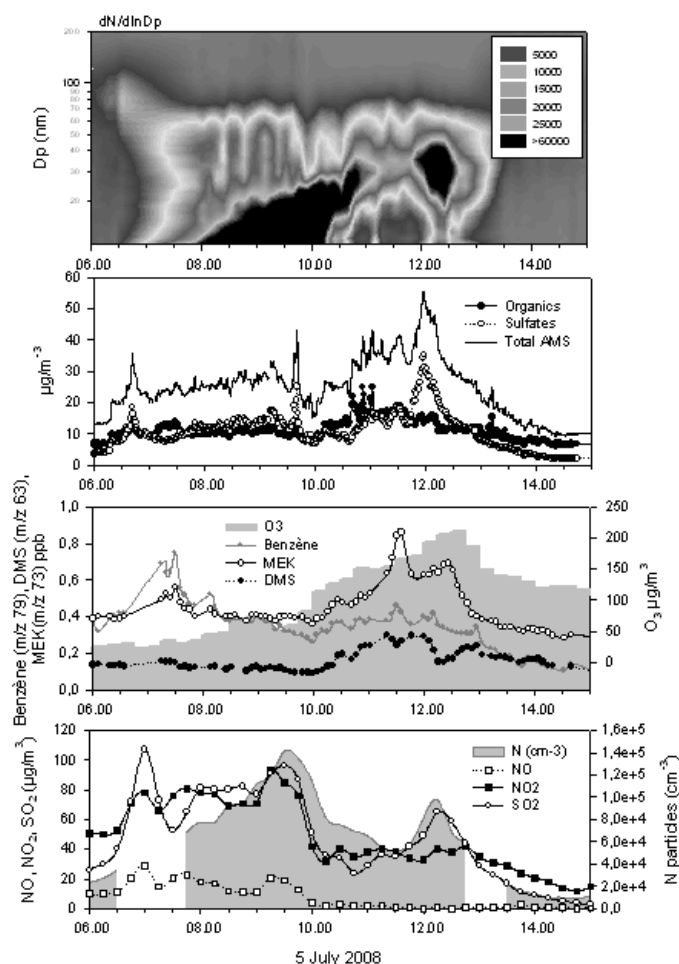 dN/dlnDp
200
100
90
80
70
60
50
40
30
20
Dp (nm)
5000
10000
15000
20000
25000
>60000
06.00 08.00 10.00 12.00 14.00
60
50
40
30
20
10
0
µg/m-3
Organics
Sulfates
Total AMS
06.00 08.00 10.00 12.00 14.00
Benzène (m/z 79), DMS (m/z 63),
MEK(m/z 73) ppb
1,0
0,8
0,6
0,4
0,2
0,0
O3
Benzène
MEK
DMS
250
200
150
100
50
0
O3 µg/m3
06.00 08.00 10.00 12.00 14.00
NO, NO2, SO2 (µg/m3)
120
100
80
60
40
20
0
N (cm-3)
NO
NO2
SO2
1,6e+5
1,4e+5
1,2e+5
1,0e+5
8,0e+4
6,0e+4
4,0e+4
2,0e+4
0,0
N particles (cm-3)
06.00 08.00 10.00 12.00 14.00
5 July 2008